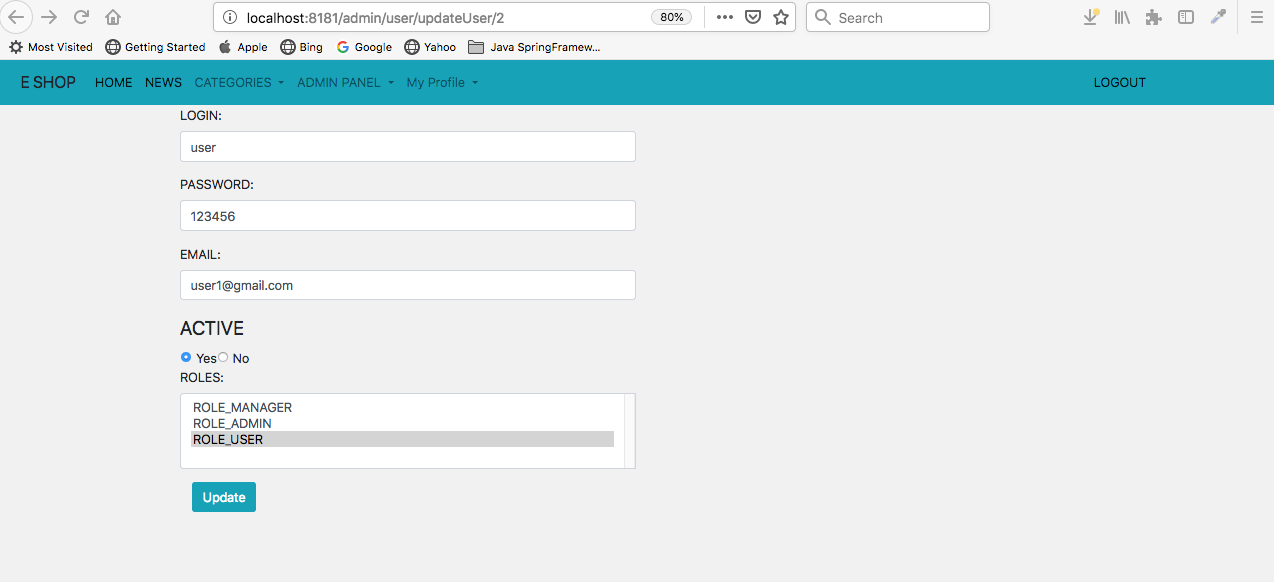 localhost:8181/admin/user/updateUser/2 80% Search
Most Visited Getting Started Apple Bing Google Yahoo Java SpringFramew...
E SHOP HOME NEWS CATEGORIES ADMIN PANEL My Profile LOGOUT
LOGIN:
user
PASSWORD:
123456
EMAIL:
user1@gmail.com
ACTIVE
Yes No
ROLES:
ROLE_MANAGER
ROLE_ADMIN
ROLE_USER
Update